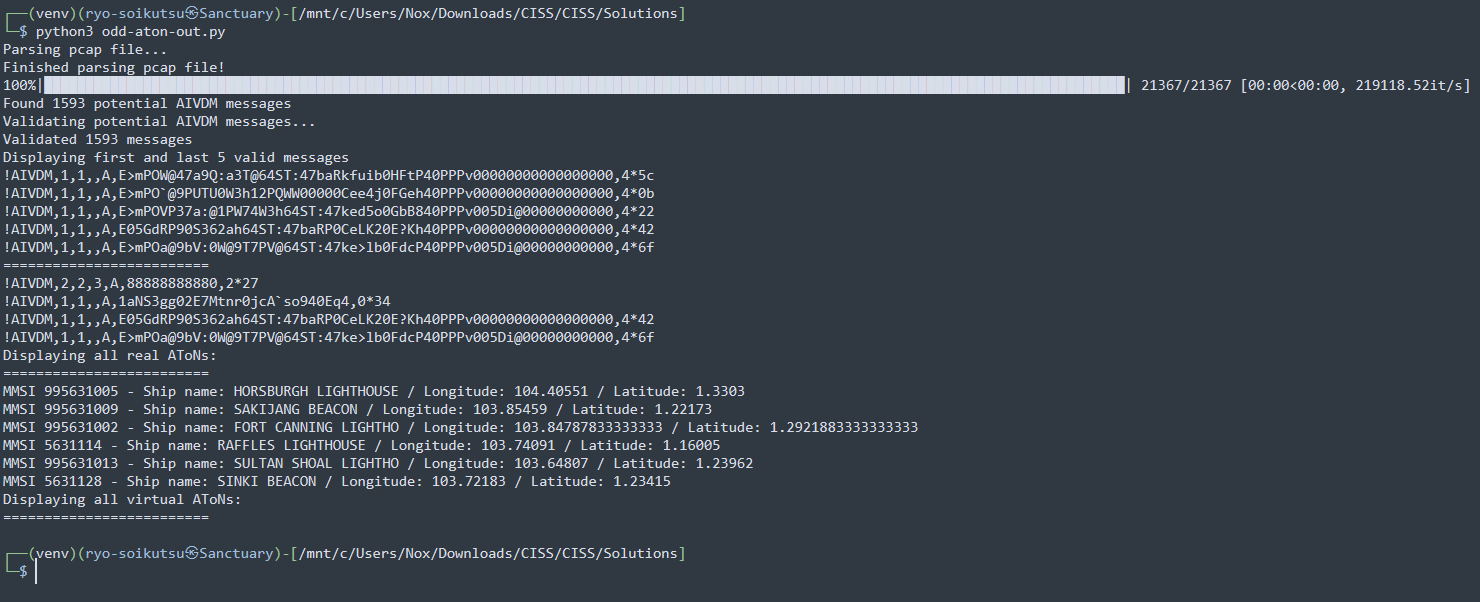 ┌──(venv)(ryo-soikutsu㉿Sanctuary)-[/mnt/c/Users/Nox/Downloads/CISS/CISS/Solutions]
└─$ python3 odd-aton-out.py
Parsing pcap file...
Finished parsing pcap file!
100%|██████████| 21367/21367 [00:00<00:00, 219118.52it/s]
Found 1593 potential AIVDM messages
Validating potential AIVDM messages...
Validated 1593 messages
Displaying first and last 5 valid messages
!AIVDM,1,1,,A,E>mPOW@47a9Q:a3T@64ST:47baRkfuib0HFtP40PPPv00000000000000000,4*5c
!AIVDM,1,1,,A,E>mPO`@9PUTU0W3h12PQWW00000Cee4j0FGeh40PPPv00000000000000000,4*0b
!AIVDM,1,1,,A,E>mPOVP37a:@1PW74W3h64ST:47ked5o0GbB840PPPv005Di@00000000000,4*22
!AIVDM,1,1,,A,E05GdRP90S362ah64ST:47baRP0CeLK20E?Kh40PPPv00000000000000000,4*42
!AIVDM,1,1,,A,E>mPOa@9bV:0W@9T7PV@64ST:47ke>lb0FdcP40PPPv005Di@00000000000,4*6f
=========================
!AIVDM,2,2,3,A,88888888880,2*27
!AIVDM,1,1,,A,1aNS3gg02E7Mtnr0jcA`so940Eq4,0*34
!AIVDM,1,1,,A,E05GdRP90S362ah64ST:47baRP0CeLK20E?Kh40PPPv00000000000000000,4*42
!AIVDM,1,1,,A,E>mPOa@9bV:0W@9T7PV@64ST:47ke>lb0FdcP40PPPv005Di@00000000000,4*6f
Displaying all real AToNs:
=========================
MMSI 995631005 - Ship name: HORSBURGH LIGHTHOUSE / Longitude: 104.40551 / Latitude: 1.3303
MMSI 995631009 - Ship name: SAKIJANG BEACON / Longitude: 103.85459 / Latitude: 1.22173
MMSI 995631002 - Ship name: FORT CANNING LIGHTHO / Longitude: 103.84787833333333 / Latitude: 1.2921883333333333
MMSI 5631114 - Ship name: RAFFLES LIGHTHOUSE / Longitude: 103.74091 / Latitude: 1.16005
MMSI 995631013 - Ship name: SULTAN SHOAL LIGHTHO / Longitude: 103.64807 / Latitude: 1.23962
MMSI 5631128 - Ship name: SINKI BEACON / Longitude: 103.72183 / Latitude: 1.23415
Displaying all virtual AToNs:
=========================
┌──(venv)(ryo-soikutsu㉿Sanctuary)-[/mnt/c/Users/Nox/Downloads/CISS/CISS/Solutions]
└─$